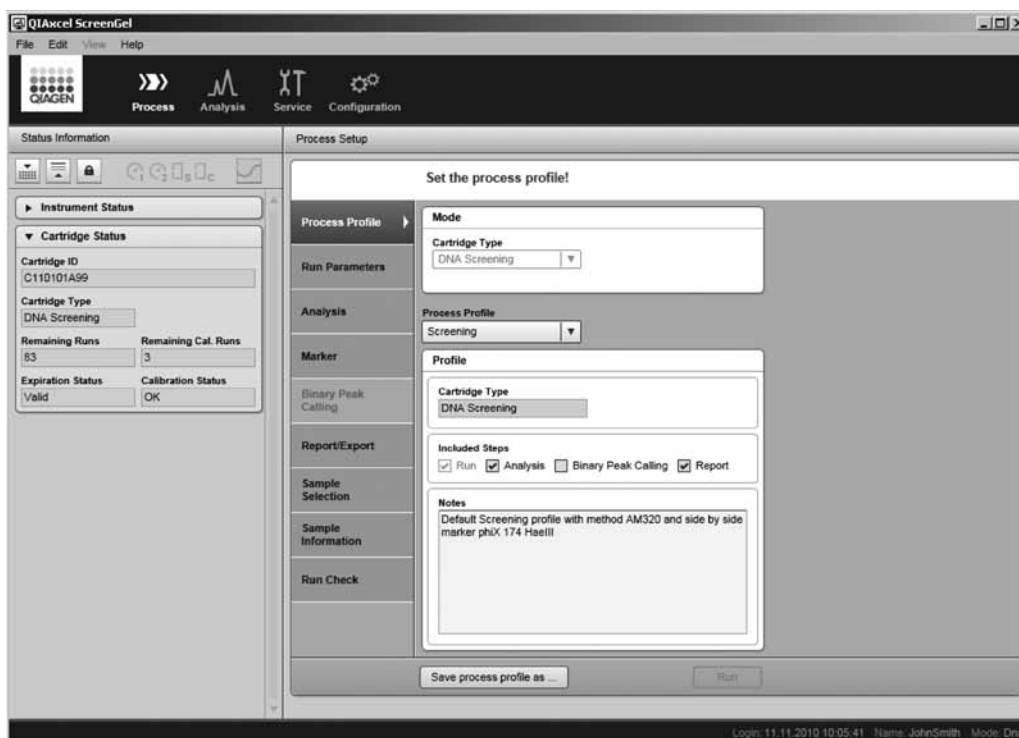 QIAxcel ScreenGel
File Edit View Help
QIAGEN
Process Analysis Service Configuration
Status Information
Process Setup
Set the process profile!
Instrument Status
Cartridge Status
Cartridge ID
C110101A99
Cartridge Type
DNA Screening
Remaining Runs Remaining Cal. Runs
83 3
Expiration Status Calibration Status
Valid OK
Process Profile
Run Parameters
Analysis
Marker
Binary Peak
Calling
Report/Export
Sample
Selection
Sample
Information
Run Check
Mode
Cartridge Type
DNA Screening
Process Profile
Screening
Profile
Cartridge Type
DNA Screening
Included Steps
Run Analysis Binary Peak Calling Report
Notes
Default Screening profile with method AM320 and side by side
marker phiX 174 HaeIII
Save process profile as ... Run
Login: 11.11.2010 10:05:41 Name: JohnSmith Mode: Dn